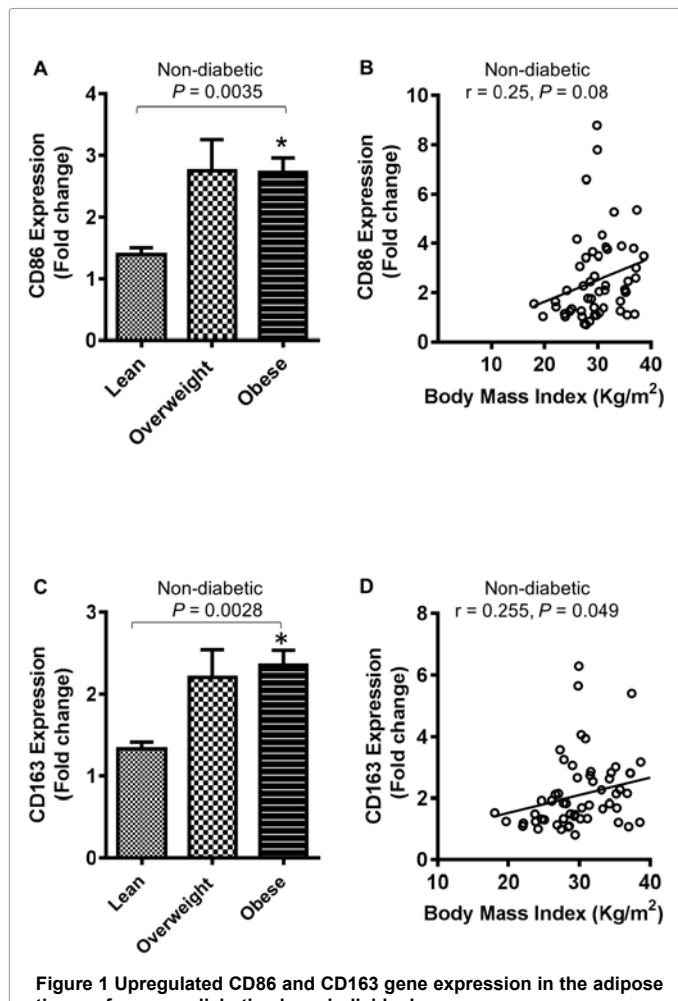 A
Non-diabetic
P = 0.0035
4
3
2
1
0
*
CD86 Expression
(Fold change)
Lean
Overweight
Obese
B
Non-diabetic
r = 0.25, P = 0.08
10
8
6
4
2
0
CD86 Expression
(Fold change)
10 20 30 40
Body Mass Index (Kg/m²)
C
Non-diabetic
P = 0.0028
3
2
1
0
*
CD163 Expression
(Fold change)
Lean
Overweight
Obese
D
Non-diabetic
r = 0.255, P = 0.049
8
6
4
2
0
CD163 Expression
(Fold change)
10 20 30 40
Body Mass Index (Kg/m²)
Figure 1 Upregulated CD86 and CD163 gene expression in the adipose